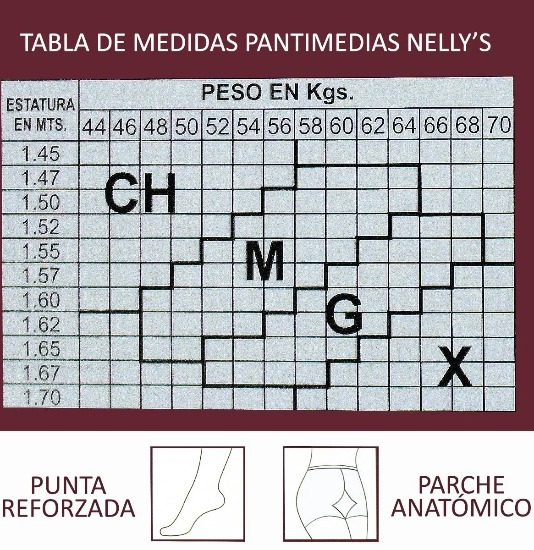 TABLA DE MEDIDAS PANTIMEDIAS NELLY'S
ESTATURA
EN MTS.
PESO EN Kgs.
44 46 48 50 52 54 56 58 60 62 64 66 68 70
1.45
1.47
1.50
CH
1.52
1.55
M
1.57
1.60
G
1.62
1.65
X
1.67
1.70
PUNTA
REFORZADA
PARCHE
ANATÓMICO